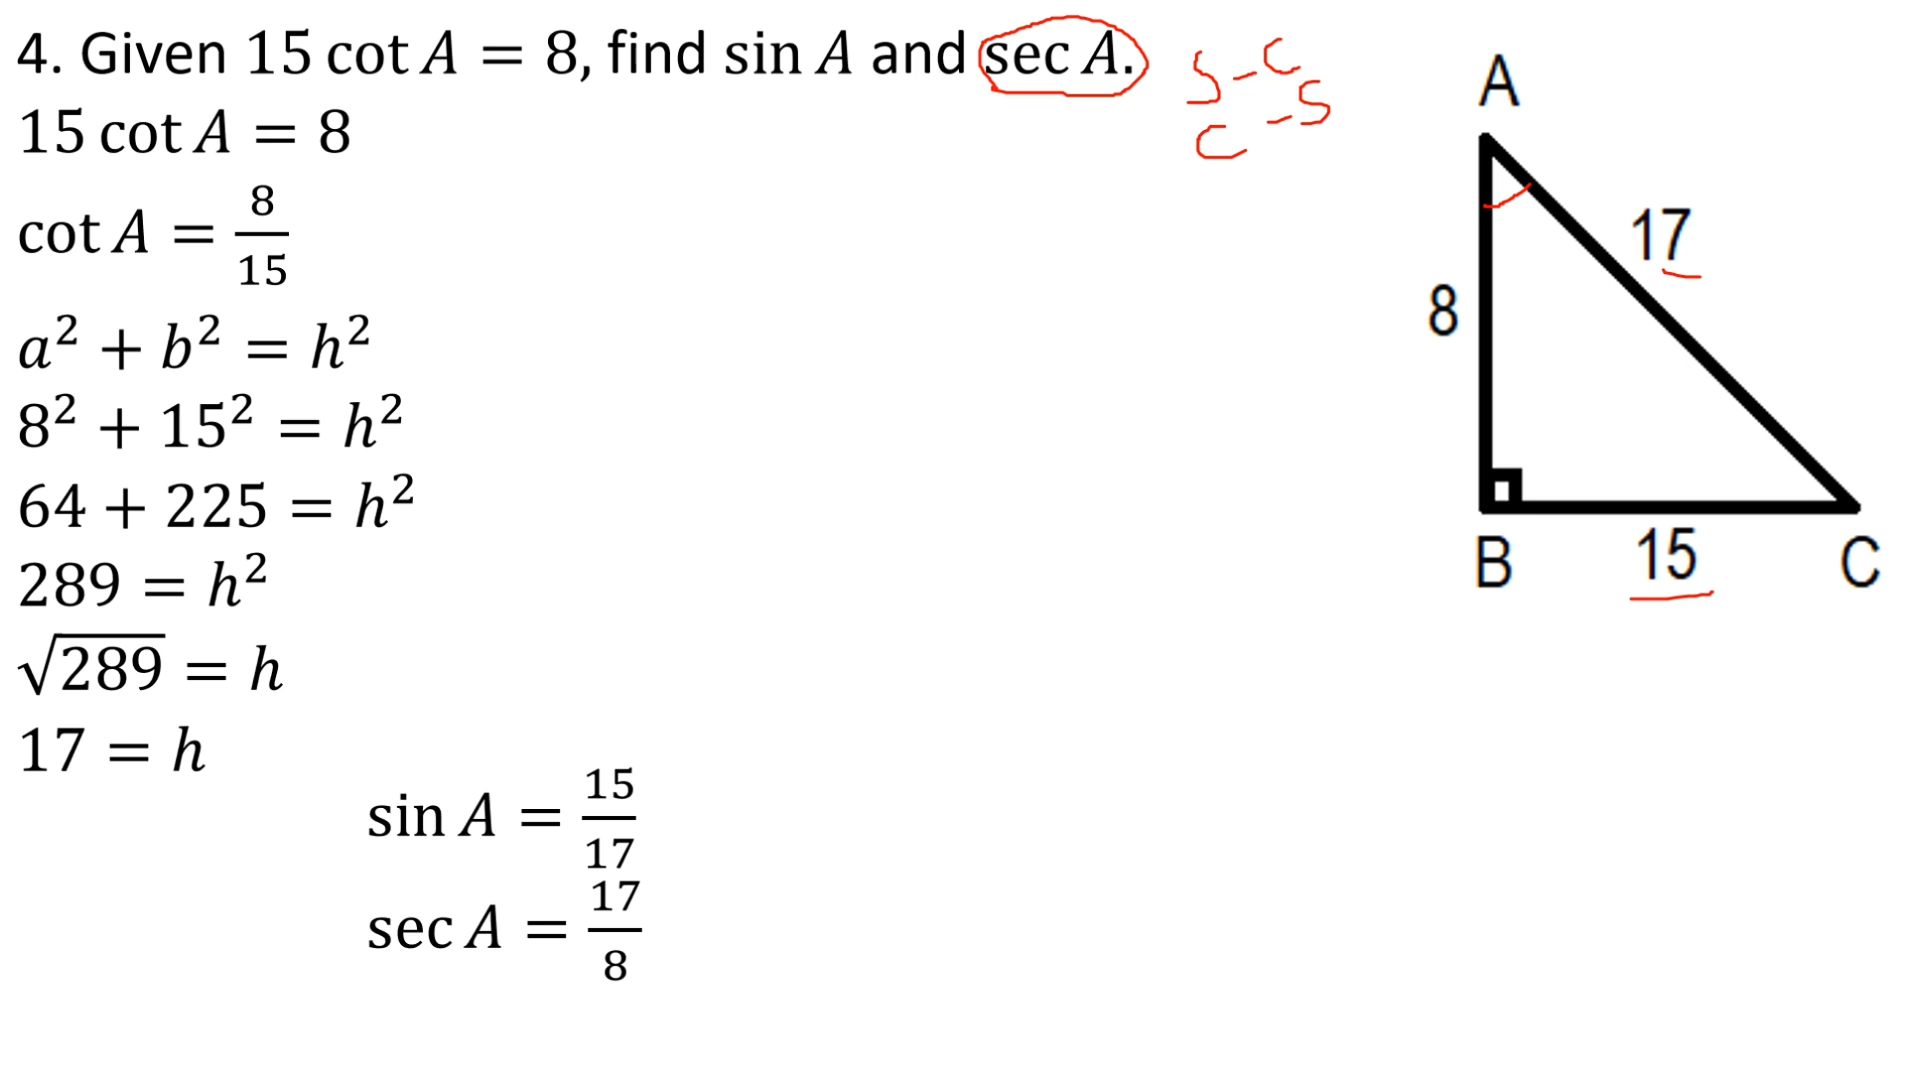 4. Given 15 cot A = 8, find sin A and sec A.
S - C
C - S
15 cot A = 8
cot A = 8/15
a² + b² = h²
8² + 15² = h²
64 + 225 = h²
289 = h²
√289 = h
17 = h
sin A = 15/17
sec A = 17/8
A
17
8
B
15
C